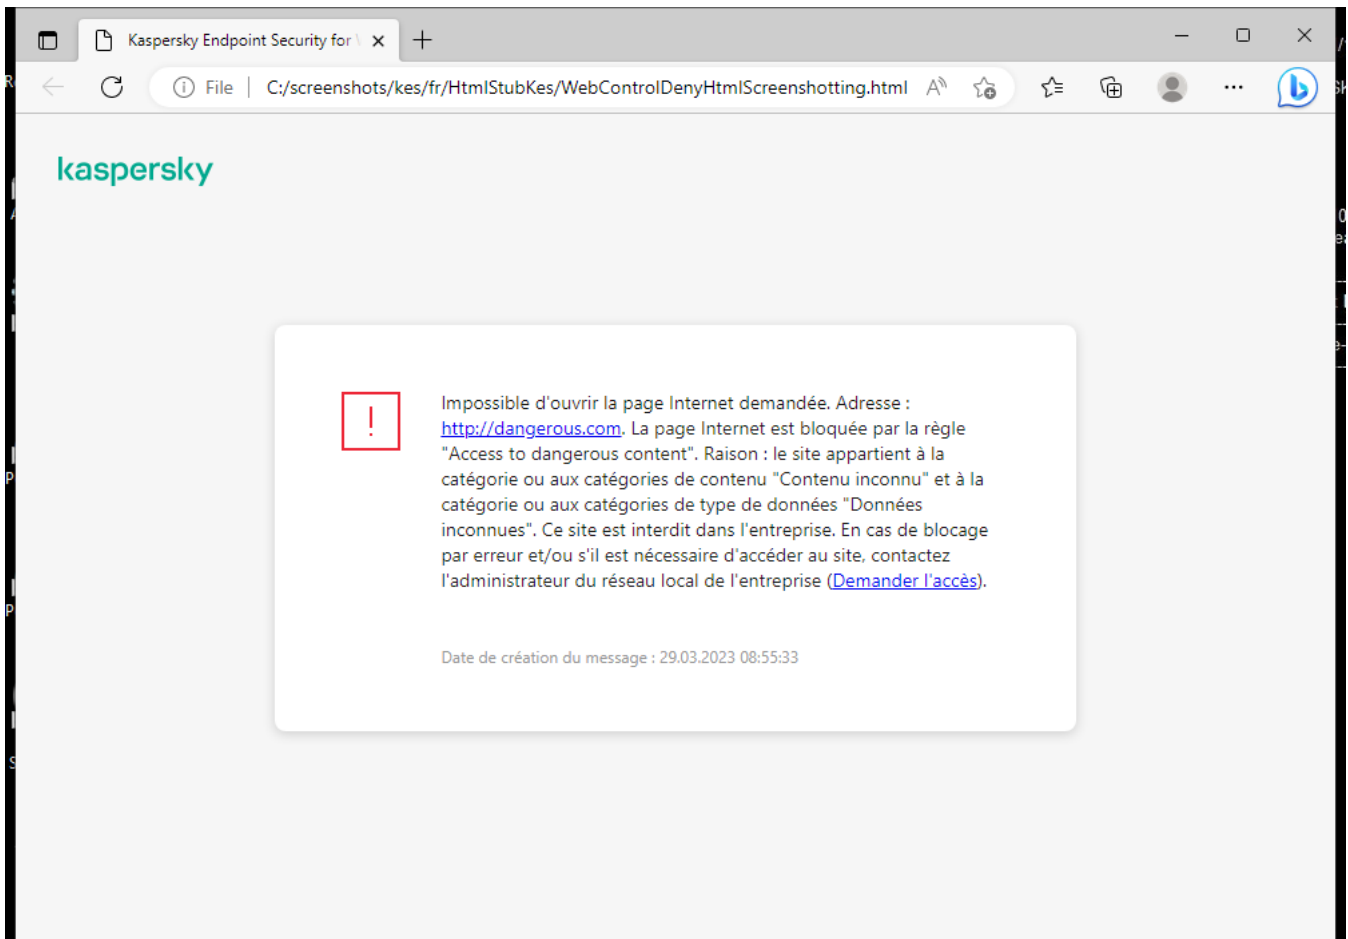 Kaspersky Endpoint Security for
File
C:/screenshots/kes/fr/HtmlStubKes/WebControlDenyHtmlScreenshotting.html
kaspersky
Impossible d'ouvrir la page Internet demandée. Adresse :
http://dangerous.com. La page Internet est bloquée par la règle
"Access to dangerous content". Raison : le site appartient à la
catégorie ou aux catégories de contenu "Contenu inconnu" et à la
catégorie ou aux catégories de type de données "Données
inconnues". Ce site est interdit dans l'entreprise. En cas de blocage
par erreur et/ou s'il est nécessaire d'accéder au site, contactez
l'administrateur du réseau local de l'entreprise (Demander l'accès).
Date de création du message : 29.03.2023 08:55:33